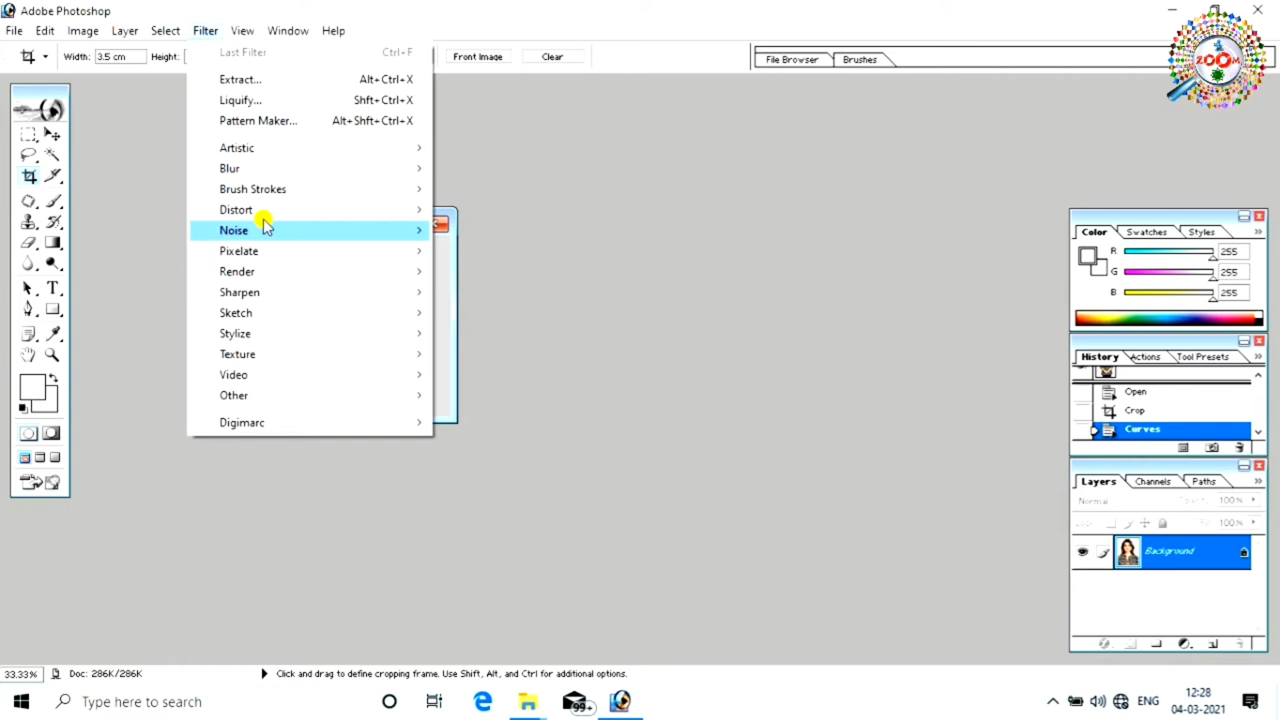 Adobe Photoshop
File Edit Image Layer Select Filter View Window Help
Width: 3.5 cm Height: Front Image Clear File Browser Brushes
ZOOM
Last Filter Ctrl+F
Extract... Alt+Ctrl+X
Liquify... Shft+Ctrl+X
Pattern Maker... Alt+Shft+Ctrl+X
Artistic
Blur
Brush Strokes
Distort
Noise
Pixelate
Render
Sharpen
Sketch
Stylize
Texture
Video
Other
Digimarc
Color Swatches Styles
R 255
G 255
B 255
History Actions Tool Presets
Open
Crop
Curves
Layers Channels Paths
Normal Opacity: 100%
100%
Background
33.33% Doc: 286K/286K Click and drag to define cropping frame. Use Shift, Alt, and Ctrl for additional options.
Type here to search 99+ ENG 12:28
04-03-2021